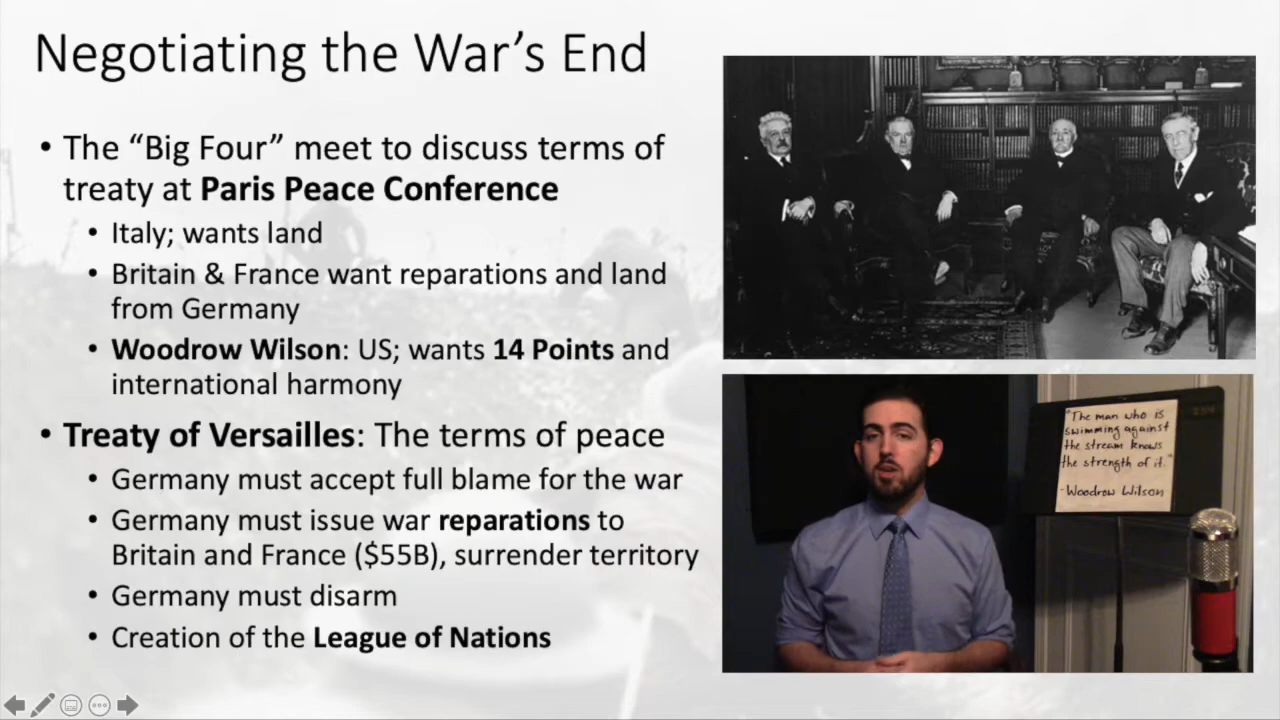 Negotiating the War’s End
• The “Big Four” meet to discuss terms of
treaty at Paris Peace Conference
• Italy; wants land
• Britain & France want reparations and land
from Germany
• Woodrow Wilson: US; wants 14 Points and
international harmony
• Treaty of Versailles: The terms of peace
• Germany must accept full blame for the war
• Germany must issue war reparations to
Britain and France ($55B), surrender territory
• Germany must disarm
• Creation of the League of Nations
"The man who is
swimming against
the stream knows
the strength of it."
-Woodrow Wilson